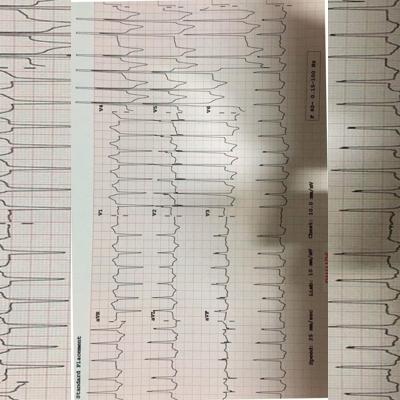 Standard Placement
aVR
aVL
aVF
V1
V2
V3
V4
V5
V6
Speed: 25 mm/sec Limb: 10 mm/mV Chest: 10.0 mm/mV
F 60~ 0.15-100 Hz